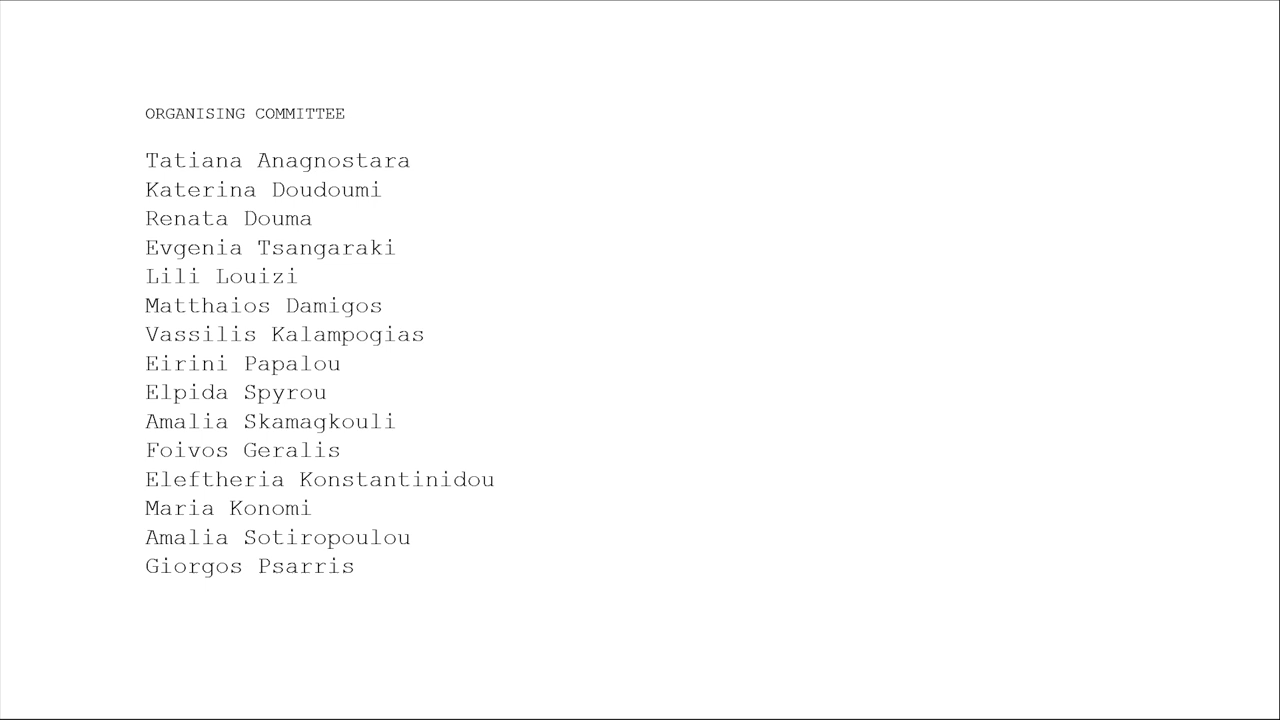 ORGANISING COMMITTEE
Tatiana Anagnostara
Katerina Doudoumi
Renata Douma
Evgenia Tsangaraki
Lili Louizi
Matthaios Damigos
Vassilis Kalampogias
Eirini Papalou
Elpida Spyrou
Amalia Skamagkouli
Foivos Geralis
Eleftheria Konstantinidou
Maria Konomi
Amalia Sotiropoulou
Giorgos Psarris